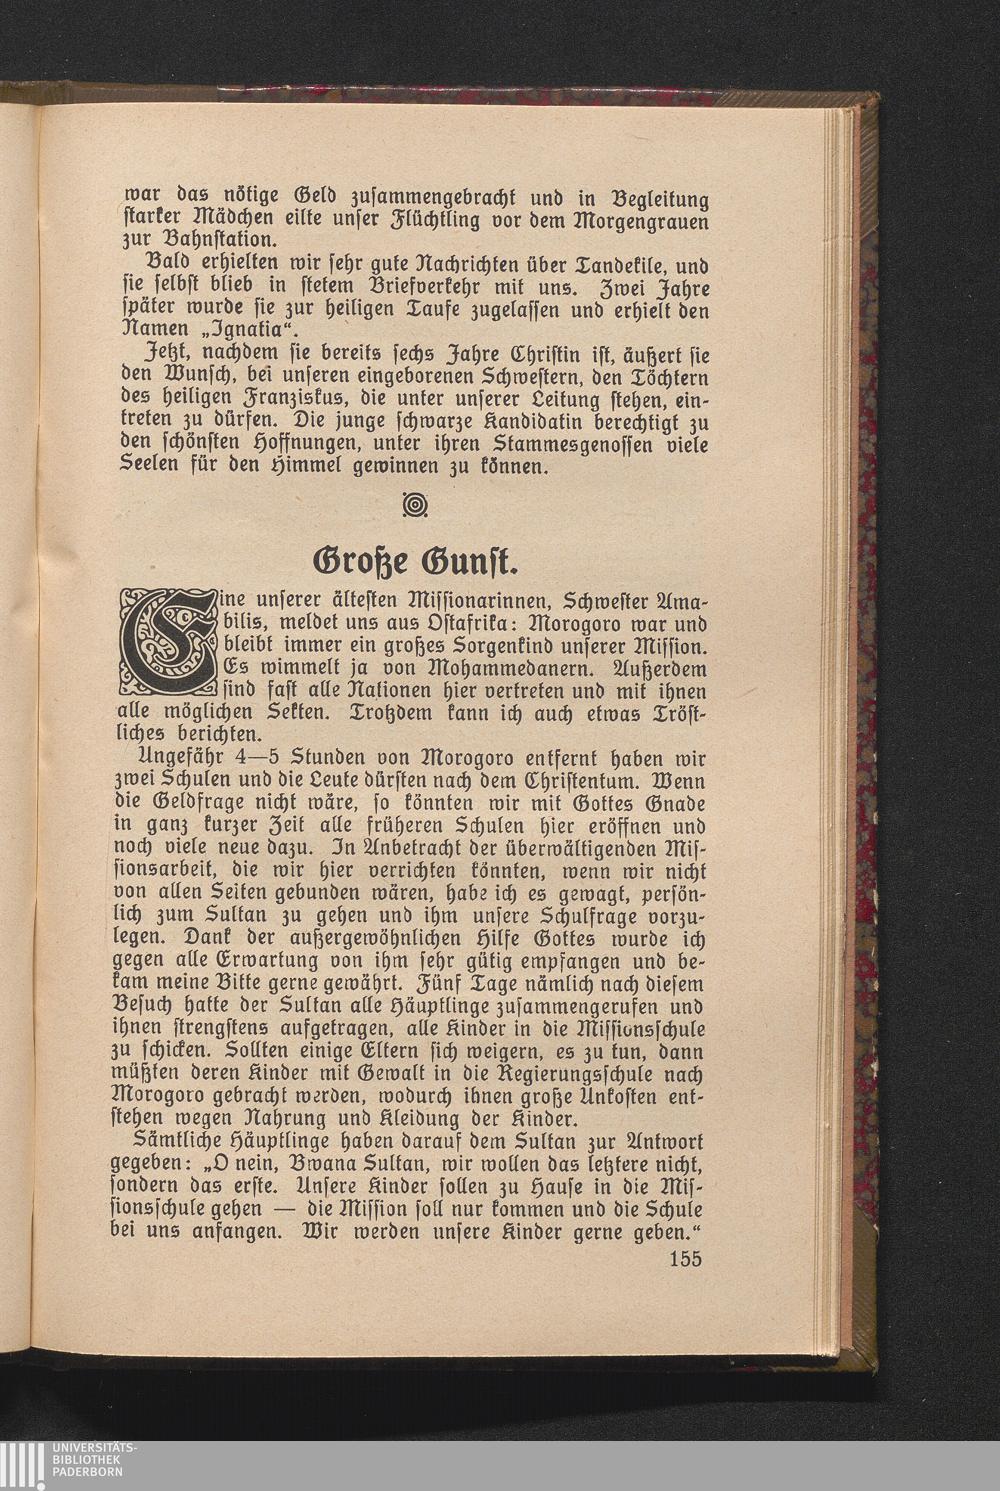 war das nötige Geld zusammengebracht und in Begleitung
starker Mädchen eilte unser Flüchtling vor dem Morgengrauen
zur Bahnstation.
Bald erhielten wir sehr gute Nachrichten über Tandekile, und
sie selbst blieb in stetem Briefverkehr mit uns. Zwei Jahre
später wurde sie zur heiligen Taufe zugelassen und erhielt den
Namen „Ignatia“.
Jetzt, nachdem sie bereits sechs Jahre Christin ist, äußert sie
den Wunsch, bei unseren eingeborenen Schwestern, den Töchtern
des heiligen Franziskus, die unter unserer Leitung stehen, ein-
treten zu dürfen. Die junge schwarze Kandidatin berechtigt zu
den schönsten Hoffnungen, unter ihren Stammesgenossen viele
Seelen für den Himmel gewinnen zu können.
Große Gunst.
Eine unserer ältesten Missionarinnen, Schwester Ama-
bilis, meldet uns aus Ostafrika: Morogoro war und
bleibt immer ein großes Sorgenkind unserer Mission.
Es wimmelt ja von Mohammedanern. Außerdem
sind fast alle Nationen hier vertreten und mit ihnen
alle möglichen Sekten. Trotzdem kann ich auch etwas Tröst-
liches berichten.
Ungefähr 4—5 Stunden von Morogoro entfernt haben wir
zwei Schulen und die Leute dürsten nach dem Christentum. Wenn
die Geldfrage nicht wäre, so könnten wir mit Gottes Gnade
in ganz kurzer Zeit alle früheren Schulen hier eröffnen und
noch viele neue dazu. In Anbetracht der überwältigenden Mis-
sionsarbeit, die wir hier verrichten könnten, wenn wir nicht
von allen Seiten gebunden wären, habe ich es gewagt, persön-
lich zum Sultan zu gehen und ihm unsere Schulfrage vorzu-
legen. Dank der außergewöhnlichen Hilfe Gottes wurde ich
gegen alle Erwartung von ihm sehr gütig empfangen und be-
kam meine Bitte gerne gewährt. Fünf Tage nämlich nach diesem
Besuch hatte der Sultan alle Häuptlinge zusammengerufen und
ihnen strengstens aufgetragen, alle Kinder in die Missionsschule
zu schicken. Sollten einige Eltern sich weigern, es zu tun, dann
müßten deren Kinder mit Gewalt in die Regierungsschule nach
Morogoro gebracht werden, wodurch ihnen große Unkosten ent-
stehen wegen Nahrung und Kleidung der Kinder.
Sämtliche Häuptlinge haben darauf dem Sultan zur Antwort
gegeben: „O nein, Bwana Sultan, wir wollen das letztere nicht,
sondern das erste. Unsere Kinder sollen zu Hause in die Mis-
sionsschule gehen — die Mission soll nur kommen und die Schule
bei uns anfangen. Wir werden unsere Kinder gerne geben.“
155
UNIVERSITÄTS-
BIBLIOTHEK
PADERBORN